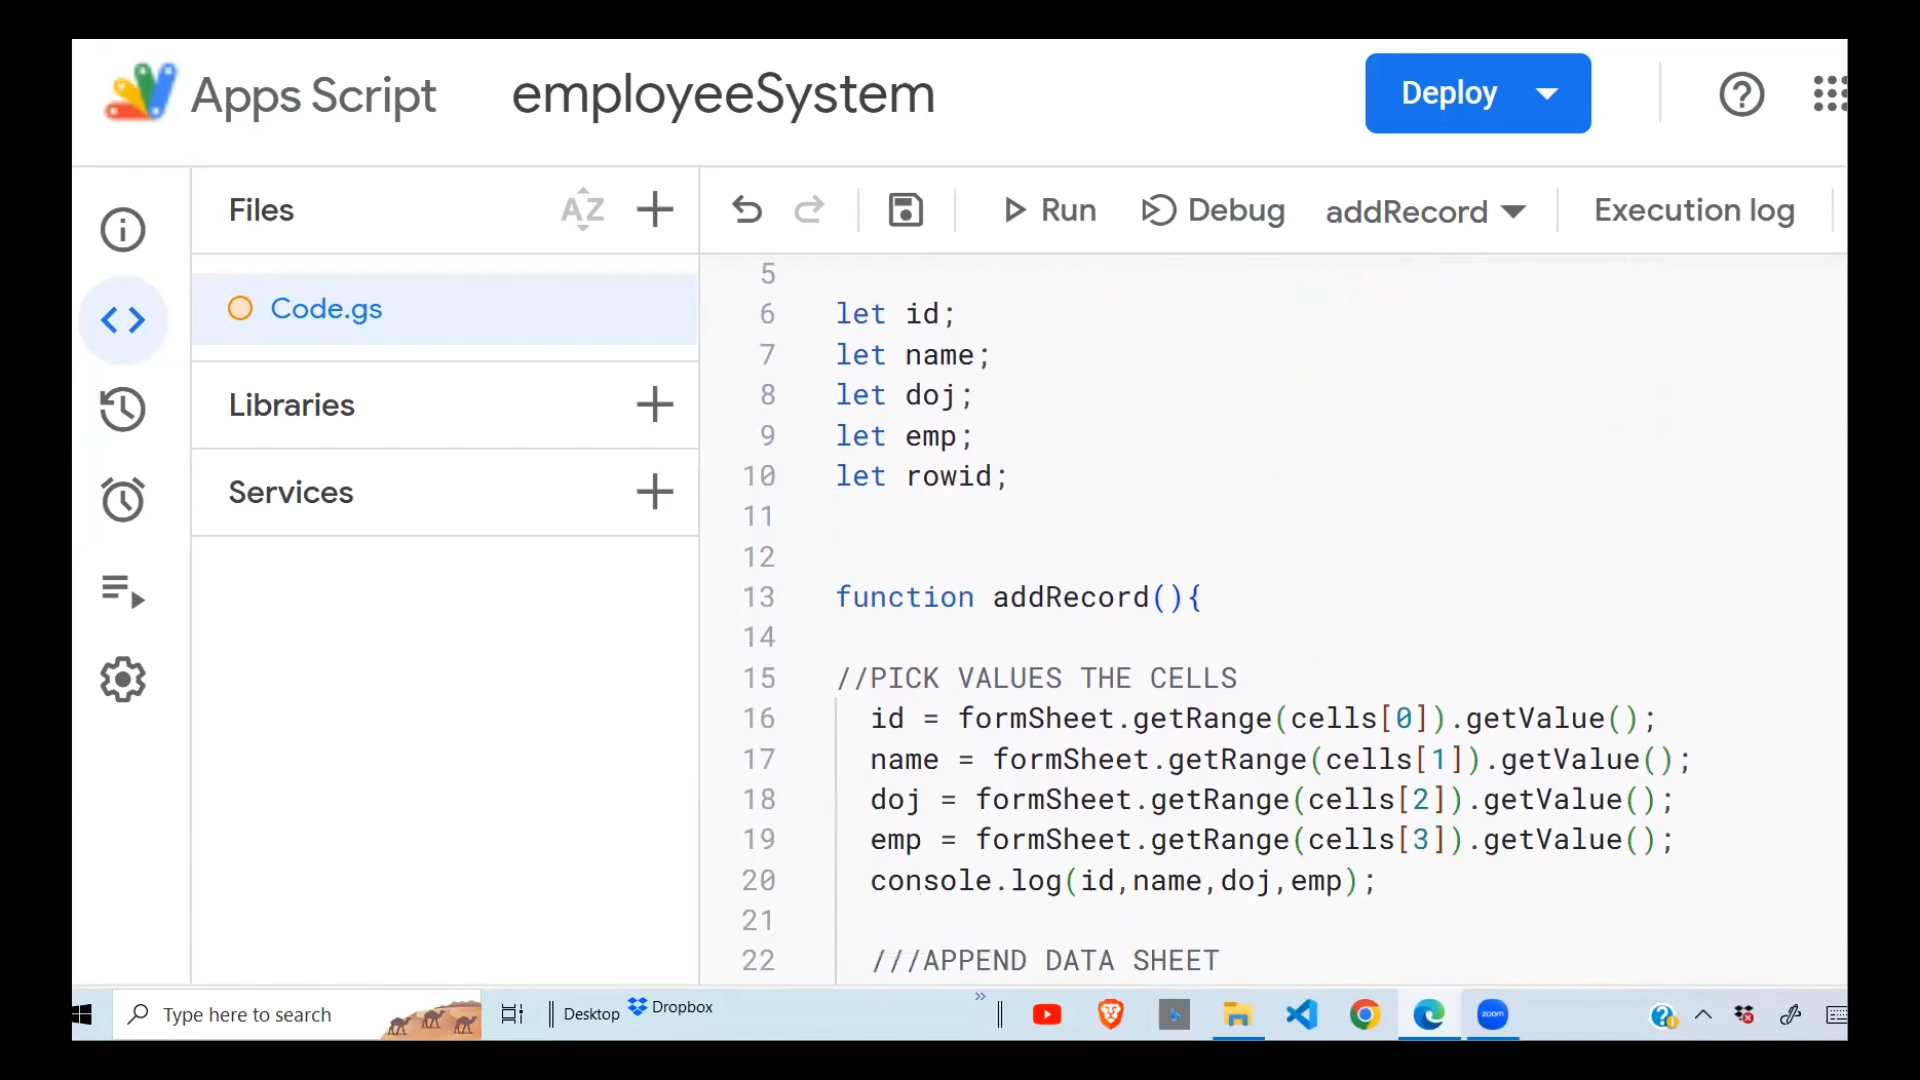 Apps Script employeeSystem Deploy
Files AZ Run Debug addRecord Execution log
Code.gs
Libraries
Services
5
6 let id;
7 let name;
8 let doj;
9 let emp;
10 let rowid;
11
12
13 function addRecord(){
14
15 //PICK VALUES THE CELLS
16 id = formSheet.getRange(cells[0]).getValue();
17 name = formSheet.getRange(cells[1]).getValue();
18 doj = formSheet.getRange(cells[2]).getValue();
19 emp = formSheet.getRange(cells[3]).getValue();
20 console.log(id,name,doj,emp);
21
22 ///APPEND DATA SHEET
Type here to search Desktop Dropbox » zoom